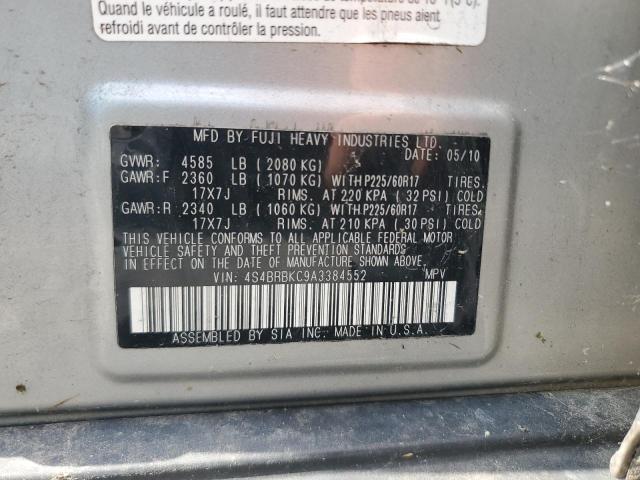 Quand le véhicule a roulé, il faut attendre que les pneus aient
refroidi avant de contrôler la pression.
MFD BY FUJI HEAVY INDUSTRIES LTD.
DATE: 05/10
GVWR: 4585 LB (2080 KG)
GAWR:F 2360 LB (1070 KG) WITH P225/60R17 TIRES,
17X7J RIMS, AT 220 KPA (32 PSI) COLD
GAWR:R 2340 LB (1060 KG) WITH P225/60R17 TIRES,
17X7J RIMS, AT 210 KPA (30 PSI) COLD
THIS VEHICLE CONFORMS TO ALL APPLICABLE FEDERAL MOTOR
VEHICLE SAFETY, BUMPER, AND THEFT PREVENTION STANDARDS
IN EFFECT ON THE DATE OF MANUFACTURE SHOWN ABOVE.
VIN: 4S4BRBKC9A3384552 MPV
ASSEMBLED BY SIA INC. MADE IN U.S.A.